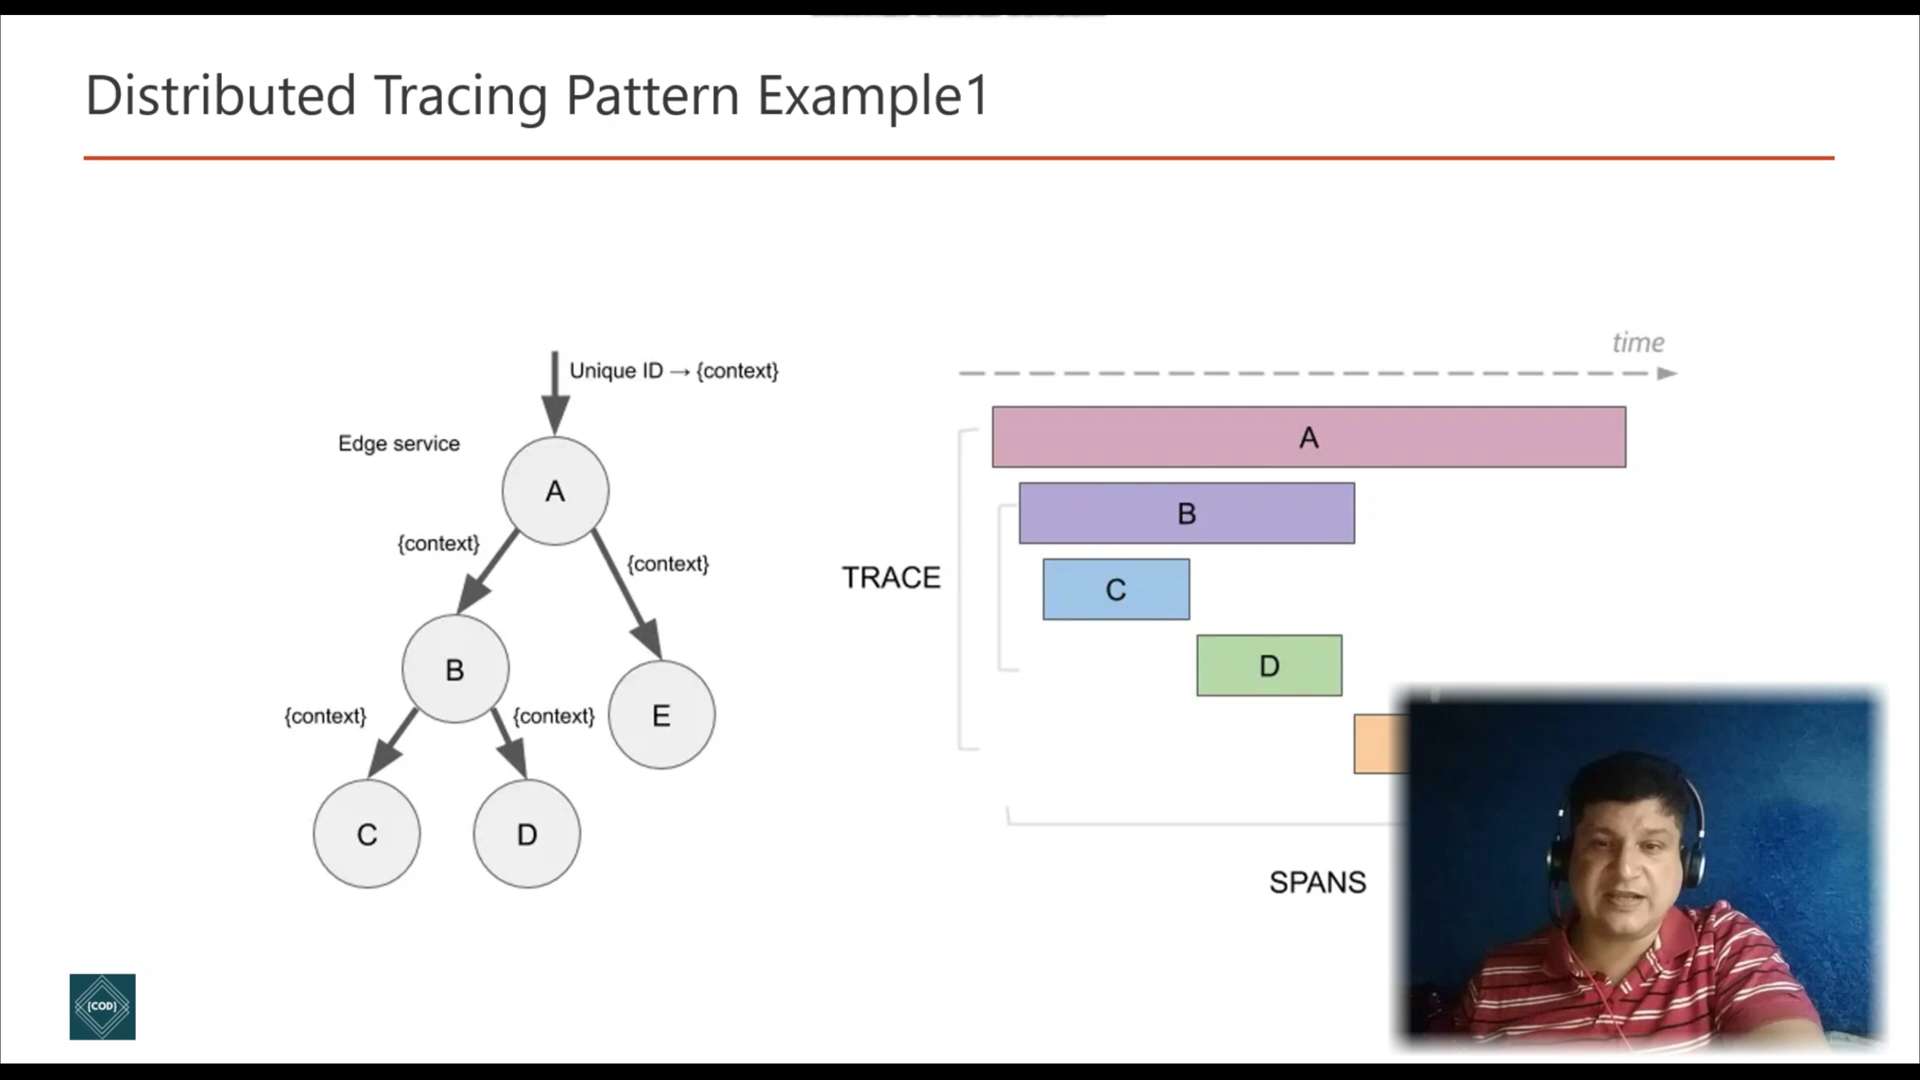 Distributed Tracing Pattern Example1
Unique ID → {context}
Edge service
A
{context}
{context}
B
E
{context}
{context}
C
D
time
A
B
TRACE
C
D
SPANS
[COD]